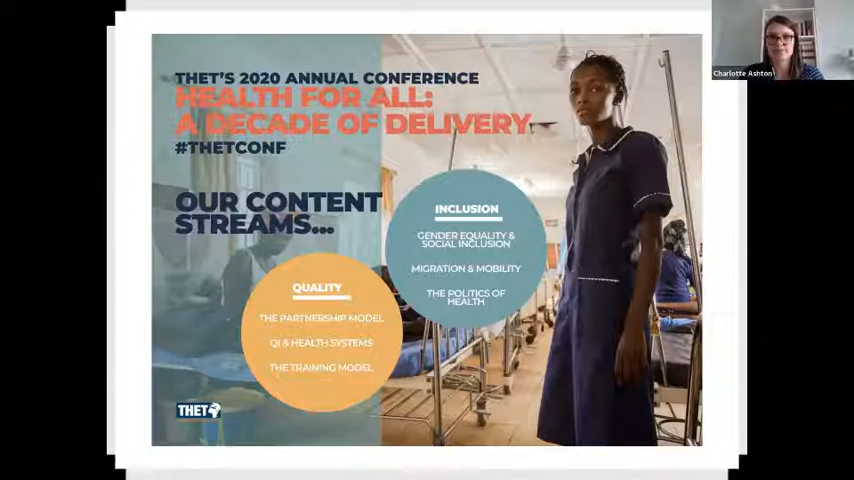 THET'S 2020 ANNUAL CONFERENCE
HEALTH FOR ALL:
A DECADE OF DELIVERY
#THETCONF
OUR CONTENT
STREAMS...
INCLUSION
GENDER EQUALITY &
SOCIAL INCLUSION
MIGRATION & MOBILITY
THE POLITICS OF
HEALTH
QUALITY
THE PARTNERSHIP MODEL
QI & HEALTH SYSTEMS
THE TRAINING MODEL
THET
Charlotte Ashton